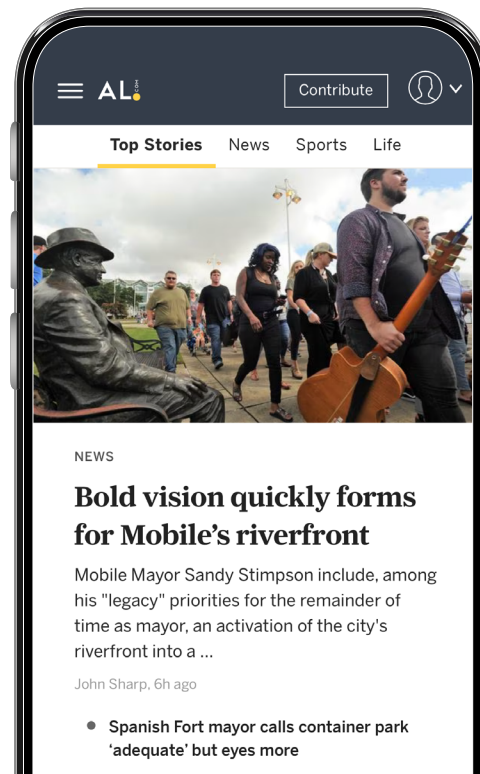 AL.COM
Contribute
Top Stories News Sports Life
NEWS
Bold vision quickly forms
for Mobile’s riverfront
Mobile Mayor Sandy Stimpson include, among
his "legacy" priorities for the remainder of
time as mayor, an activation of the city's
riverfront into a ...
John Sharp, 6h ago
Spanish Fort mayor calls container park
‘adequate’ but eyes more